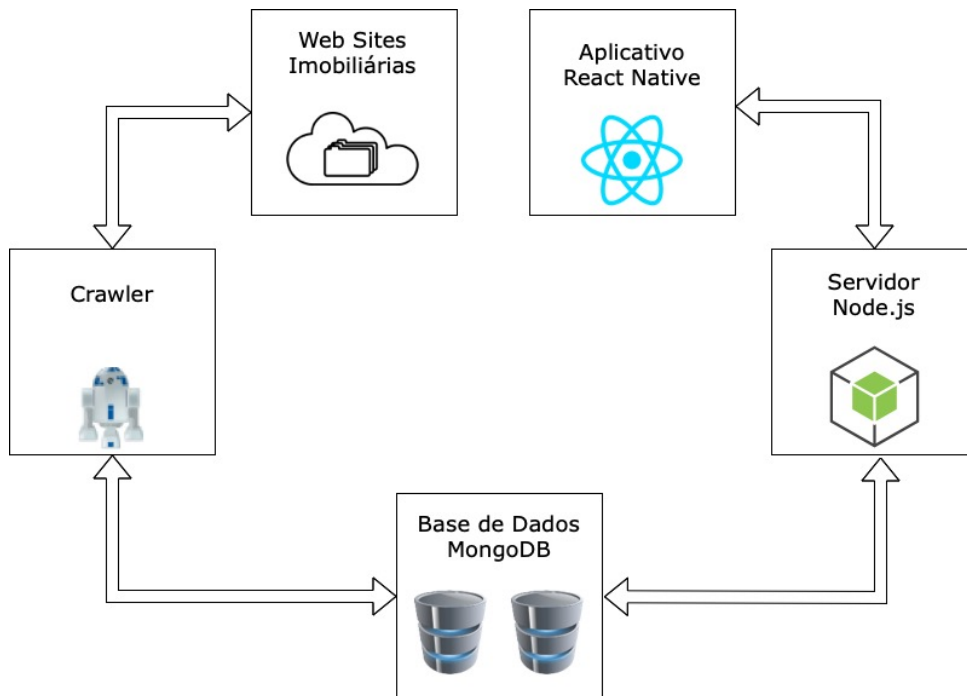 Web Sites
Imobiliárias
Aplicativo
React Native
Crawler
Servidor
Node.js
Base de Dados
MongoDB